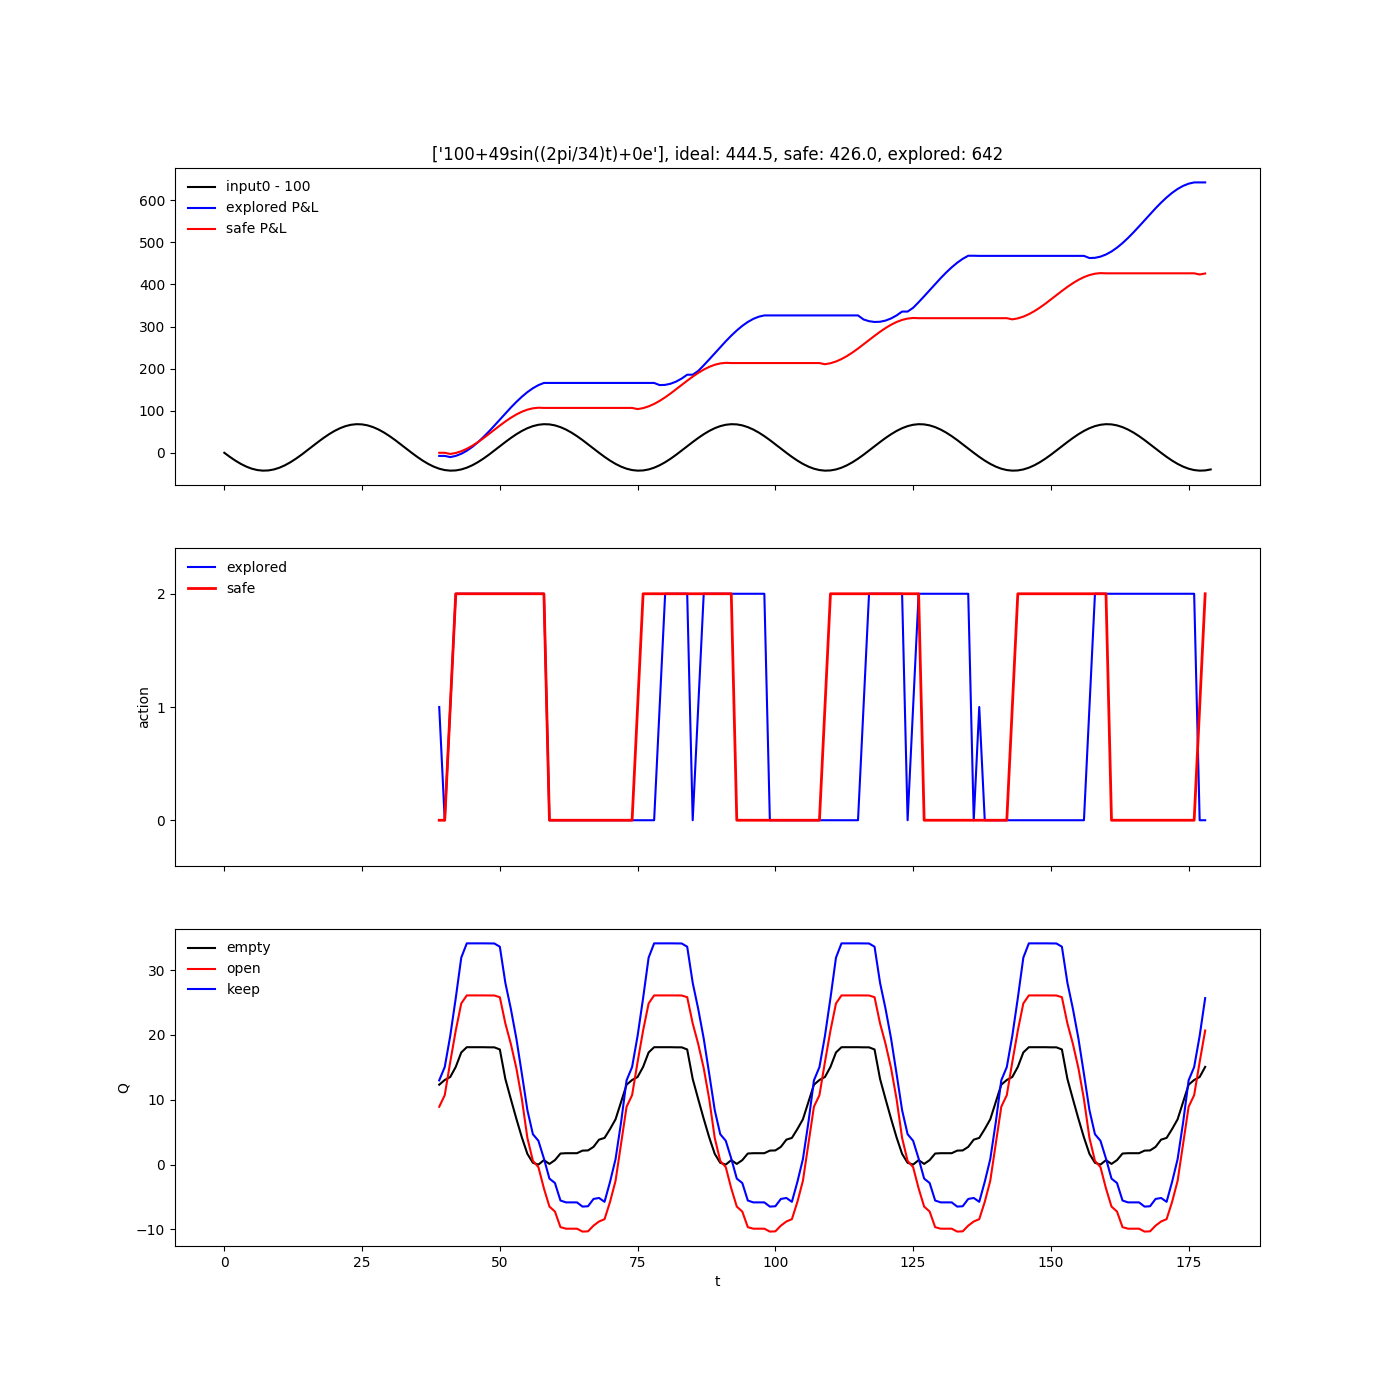 ['100+49sin((2pi/34)t)+0e'], ideal: 444.5, safe: 426.0, explored: 642
input0 - 100
explored P&L
safe P&L
600
500
400
300
200
100
0
explored
safe
2
1
0
action
empty
open
keep
30
20
10
0
−10
Q
0 25 50 75 100 125 150 175
t